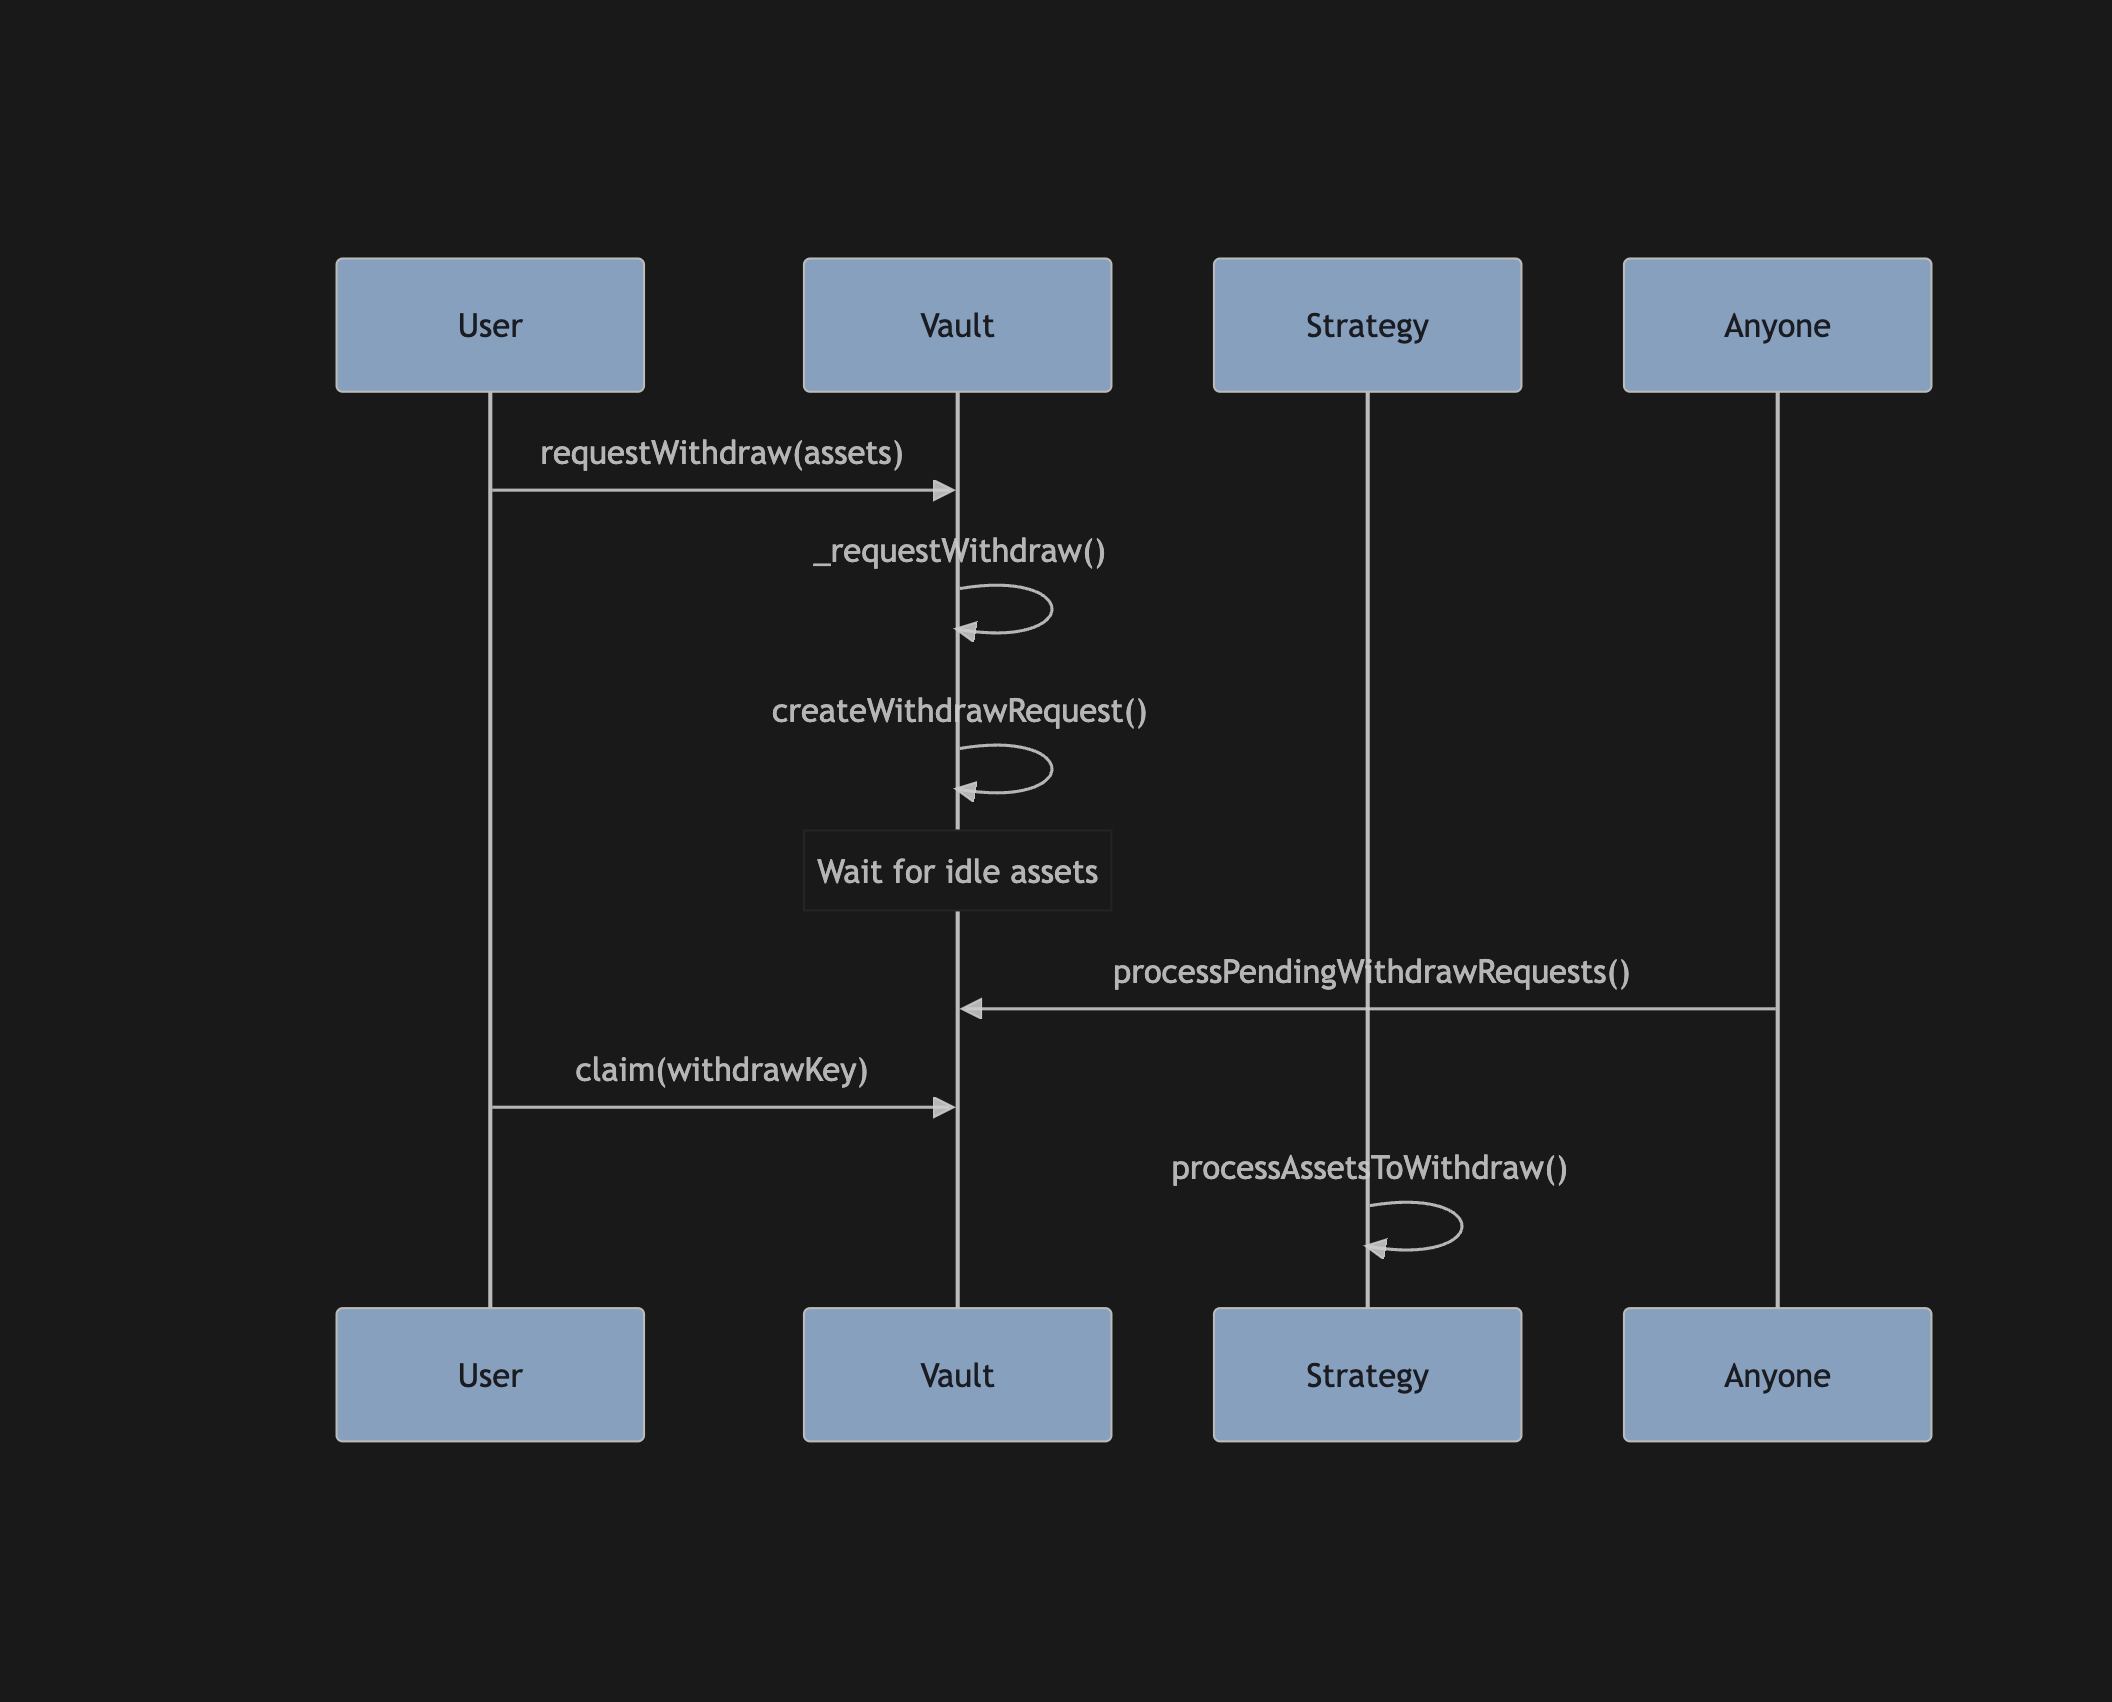 User
Vault
Strategy
Anyone
requestWithdraw(assets)
_requestWithdraw()
createWithdrawRequest()
Wait for idle assets
processPendingWithdrawRequests()
claim(withdrawKey)
processAssetsToWithdraw()
User
Vault
Strategy
Anyone